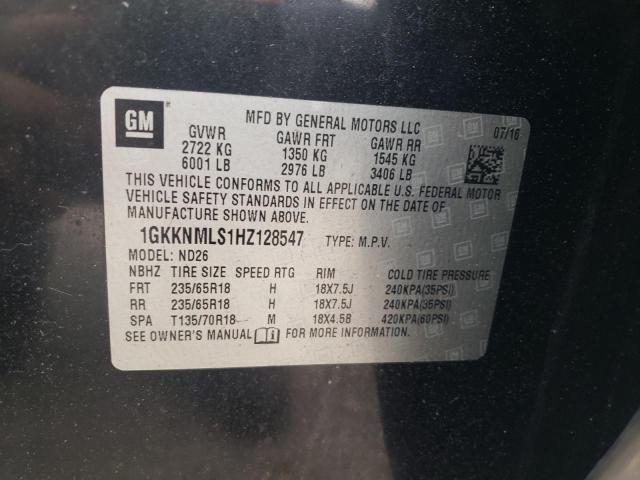 GM
MFD BY GENERAL MOTORS LLC 07/16
GVWR GAWR FRT GAWR RR
2722 KG 1350 KG 1545 KG
6001 LB 2976 LB 3406 LB
THIS VEHICLE CONFORMS TO ALL APPLICABLE U.S. FEDERAL MOTOR
VEHICLE SAFETY STANDARDS IN EFFECT ON THE DATE OF
MANUFACTURE SHOWN ABOVE.
1GKKNMLS1HZ128547 TYPE: M.P.V.
MODEL: ND26
NBHZ TIRE SIZE SPEED RTG RIM COLD TIRE PRESSURE
FRT 235/65R18 H 18X7.5J 240KPA(35PSI)
RR 235/65R18 H 18X7.5J 240KPA(35PSI)
SPA T135/70R18 M 18X4.5B 420KPA(60PSI)
SEE OWNER'S MANUAL FOR MORE INFORMATION.